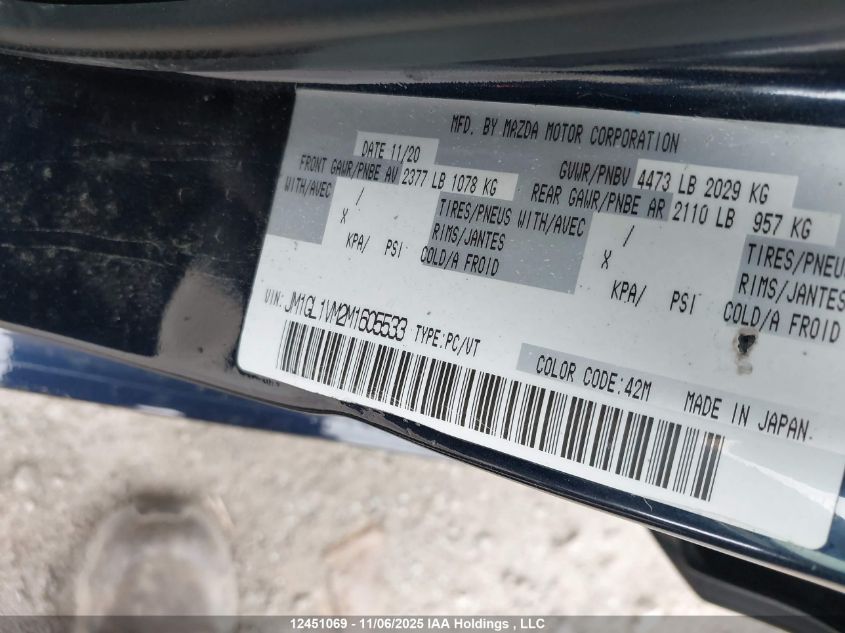 MFD. BY MAZDA MOTOR CORPORATION
DATE 11/20
GVWR/PNBV 4473 LB 2029 KG
FRONT GAWR/PNBE AV 2377 LB 1078 KG
REAR GAWR/PNBE AR 2110 LB 957 KG
WITH/AVEC / TIRES/PNEUS WITH/AVEC / TIRES/PNEU
X RIMS/JANTES X RIMS/JANTES
KPA/ PSI COLD/A FROID KPA/ PSI COLD/A FROID
VIN: JM1GL1VM2M1605533 TYPE:PC/VT
COLOR CODE:42M MADE IN JAPAN.
12451069 - 11/06/2025 IAA Holdings , LLC